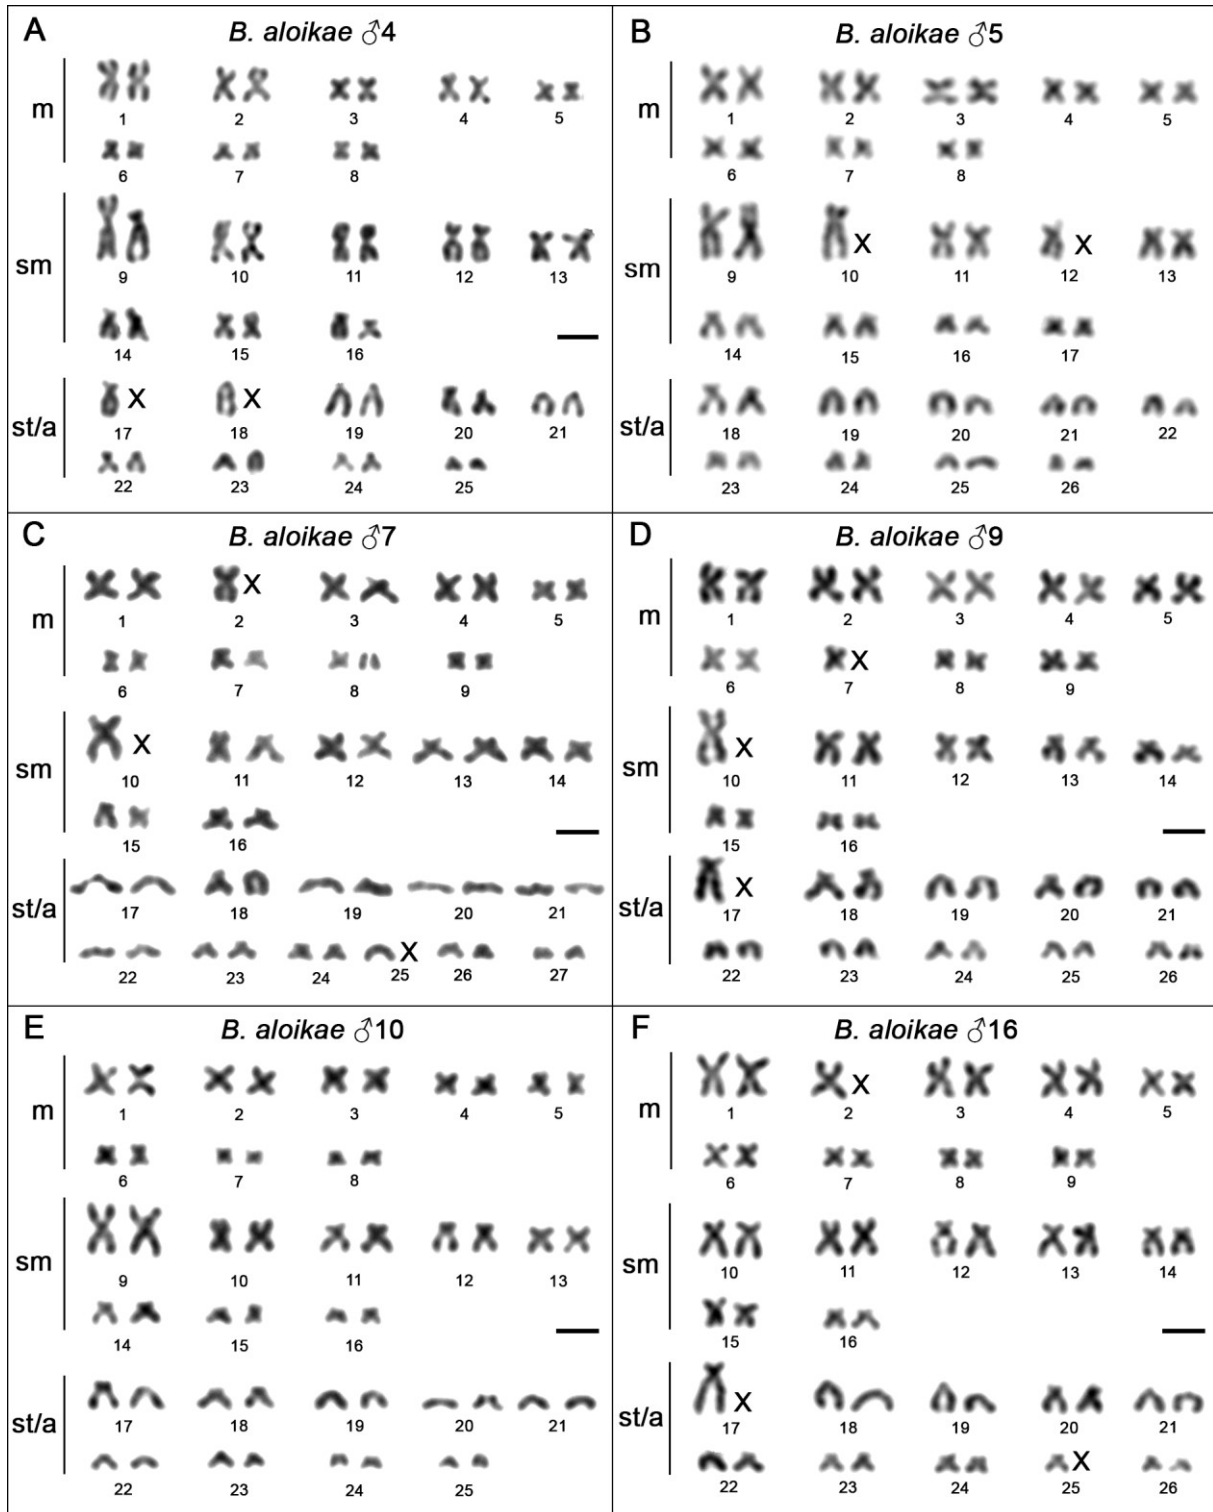 A
B. aloikae ♂4
m
1 2 3 4 5
6 7 8
sm
X
9 10 11 12 13
14 15 16
st/a
X X
17 18 19 20 21
22 23 24 25
B
B. aloikae ♂5
m
1 2 3 4 5
6 7 8
sm
X X
9 10 11 12 13
14 15 16 17
st/a
18 19 20 21 22
23 24 25 26
C
B. aloikae ♂7
m
X
1 2 3 4 5
6 7 8 9
sm
X
10 11 12 13 14
15 16
st/a
17 18 19 20 21
X
22 23 24 25 26 27
D
B. aloikae ♂9
m
1 2 3 4 5
X
6 7 8 9
sm
X
10 11 12 13 14
15 16
st/a
X
17 18 19 20 21
22 23 24 25 26
E
B. aloikae ♂10
m
1 2 3 4 5
6 7 8
sm
9 10 11 12 13
14 15 16
st/a
17 18 19 20 21
22 23 24 25
F
B. aloikae ♂16
m
X
1 2 3 4 5
6 7 8 9
sm
10 11 12 13 14
15 16
st/a
X
17 18 19 20 21
X
22 23 24 25 26